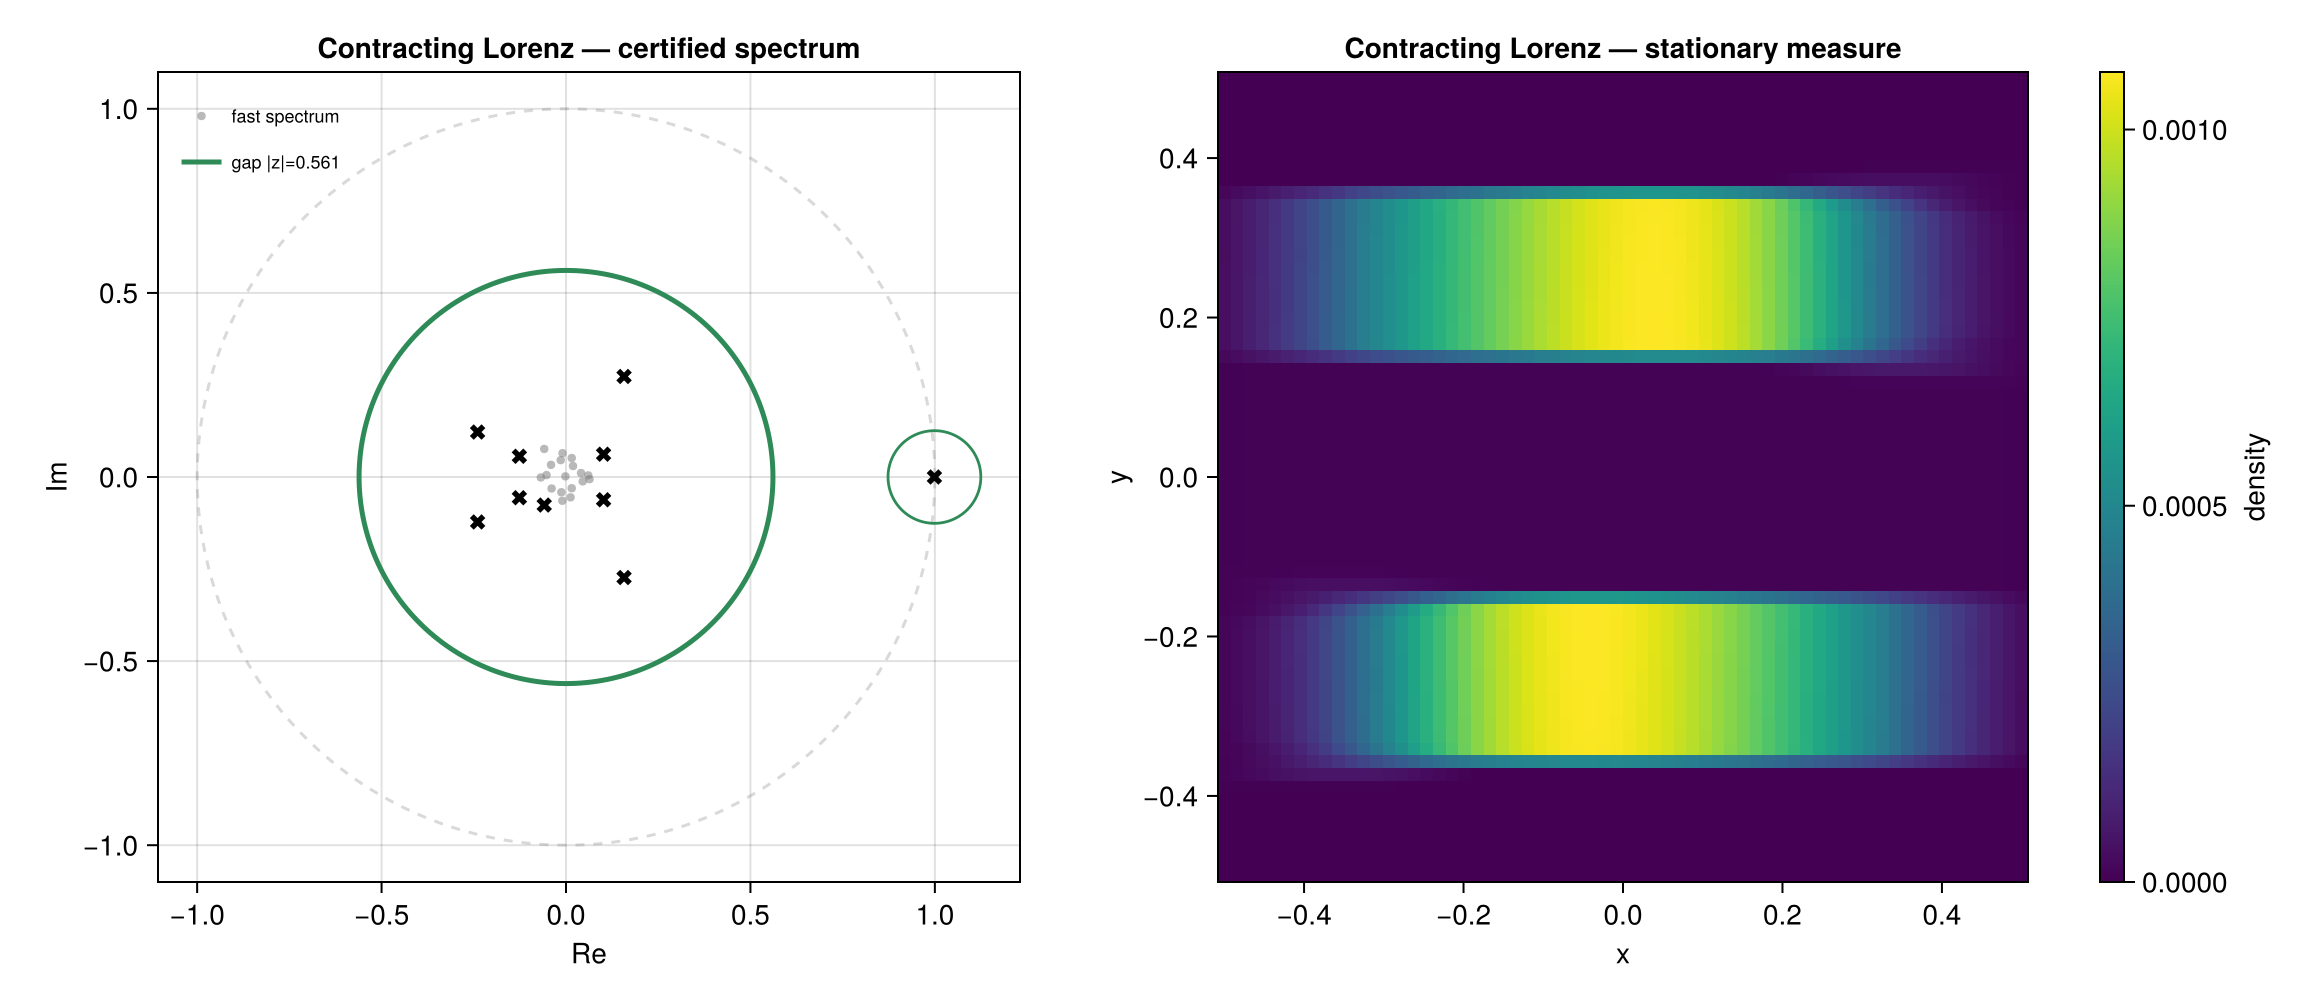 Contracting Lorenz — certified spectrum
fast spectrum
gap |z|=0.561
1.0
0.5
0.0
−0.5
−1.0
Im
−1.0 −0.5 0.0 0.5 1.0
Re
Contracting Lorenz — stationary measure
0.4
0.2
0.0
−0.2
−0.4
y
−0.4 −0.2 0.0 0.2 0.4
x
0.0010
0.0005
0.0000
density